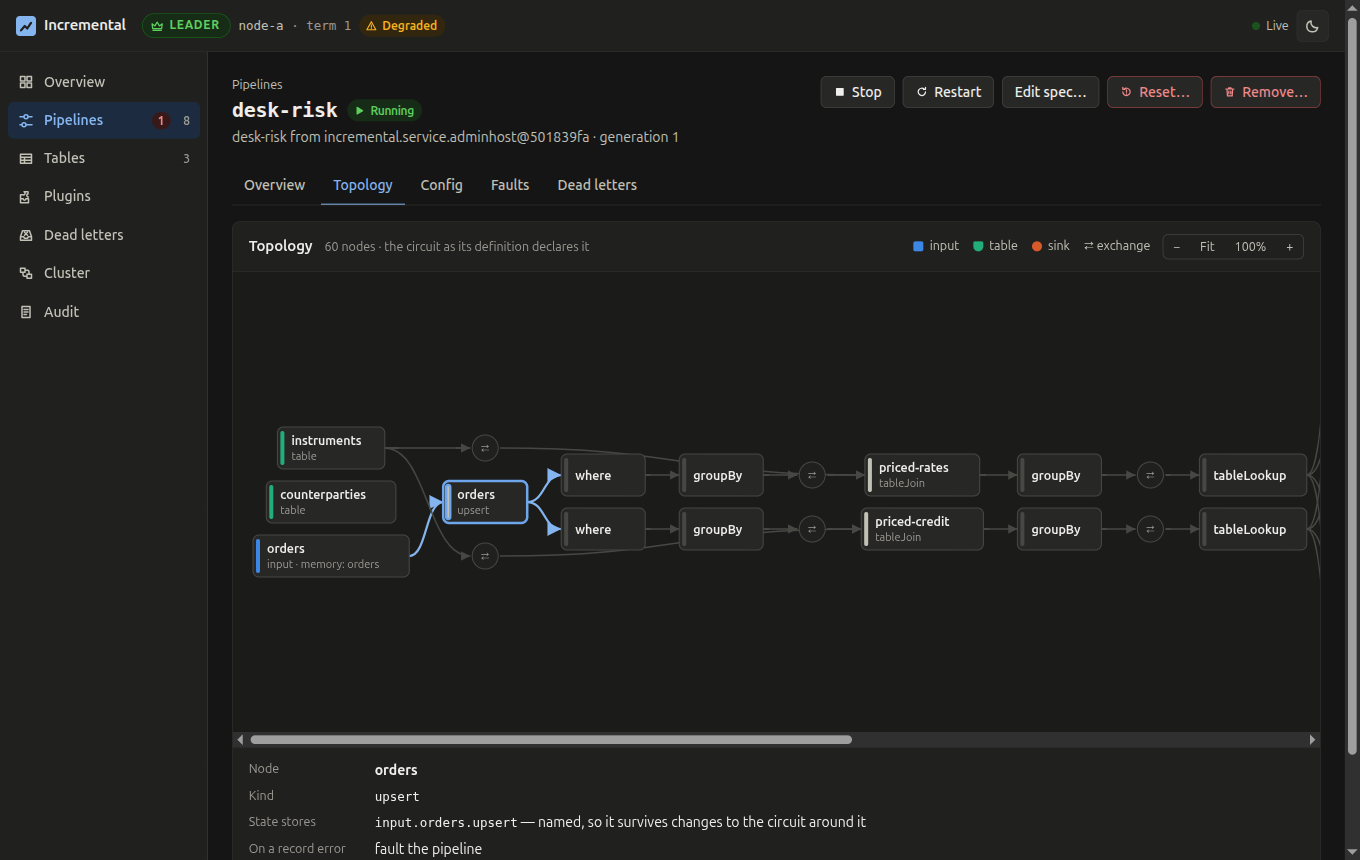 Incremental LEADER node-a · term 1 Degraded Live
Overview
Pipelines 1 8
Tables 3
Plugins
Dead letters
Cluster
Audit
Pipelines
desk-risk Running
Stop Restart Edit spec… Reset… Remove…
desk-risk from incremental.service.adminhost@501839fa · generation 1
Overview Topology Config Faults Dead letters
Topology 60 nodes · the circuit as its definition declares it
input table sink exchange − Fit 100% +
instruments
table
counterparties
table
orders
input · memory: orders
orders
upsert
where
where
groupBy
groupBy
priced-rates
tableJoin
priced-credit
tableJoin
groupBy
groupBy
tableLookup
tableLookup
Node orders
Kind upsert
State stores input.orders.upsert — named, so it survives changes to the circuit around it
On a record error fault the pipeline